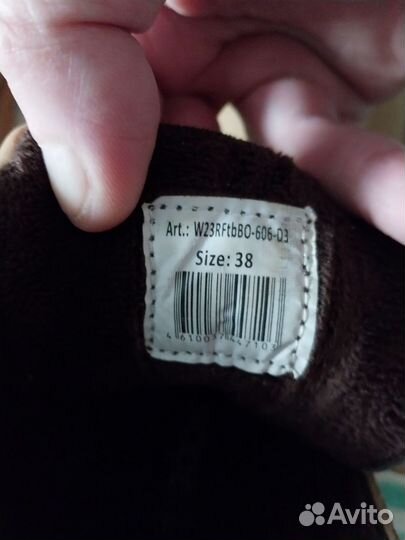 Art.: W23RFtbBO-606-D3
Size: 38
4610037447103
Avito